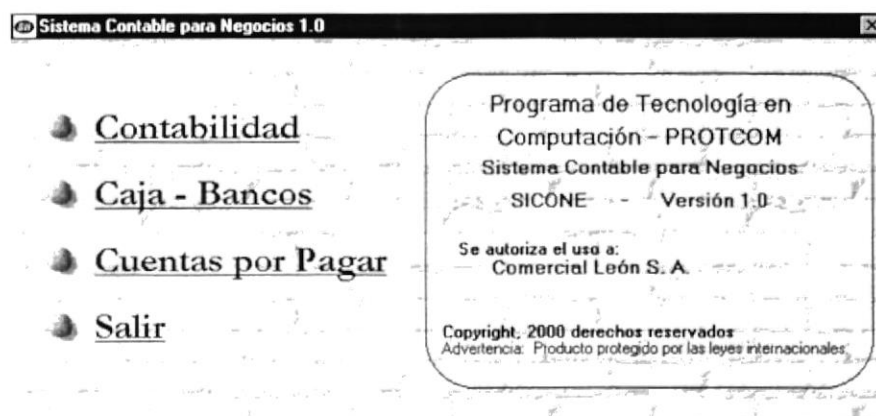 Sistema Contable para Negocios 1.0
Contabilidad
Caja - Bancos
Cuentas por Pagar
Salir
Programa de Tecnología en
Computación - PROTCOM
Sistema Contable para Negocios
SICONE - Versión 1.0
Se autoriza el uso a:
Comercial León S. A.
Copyright, 2000 derechos reservados
Advertencia: Producto protegido por las leyes internacionales